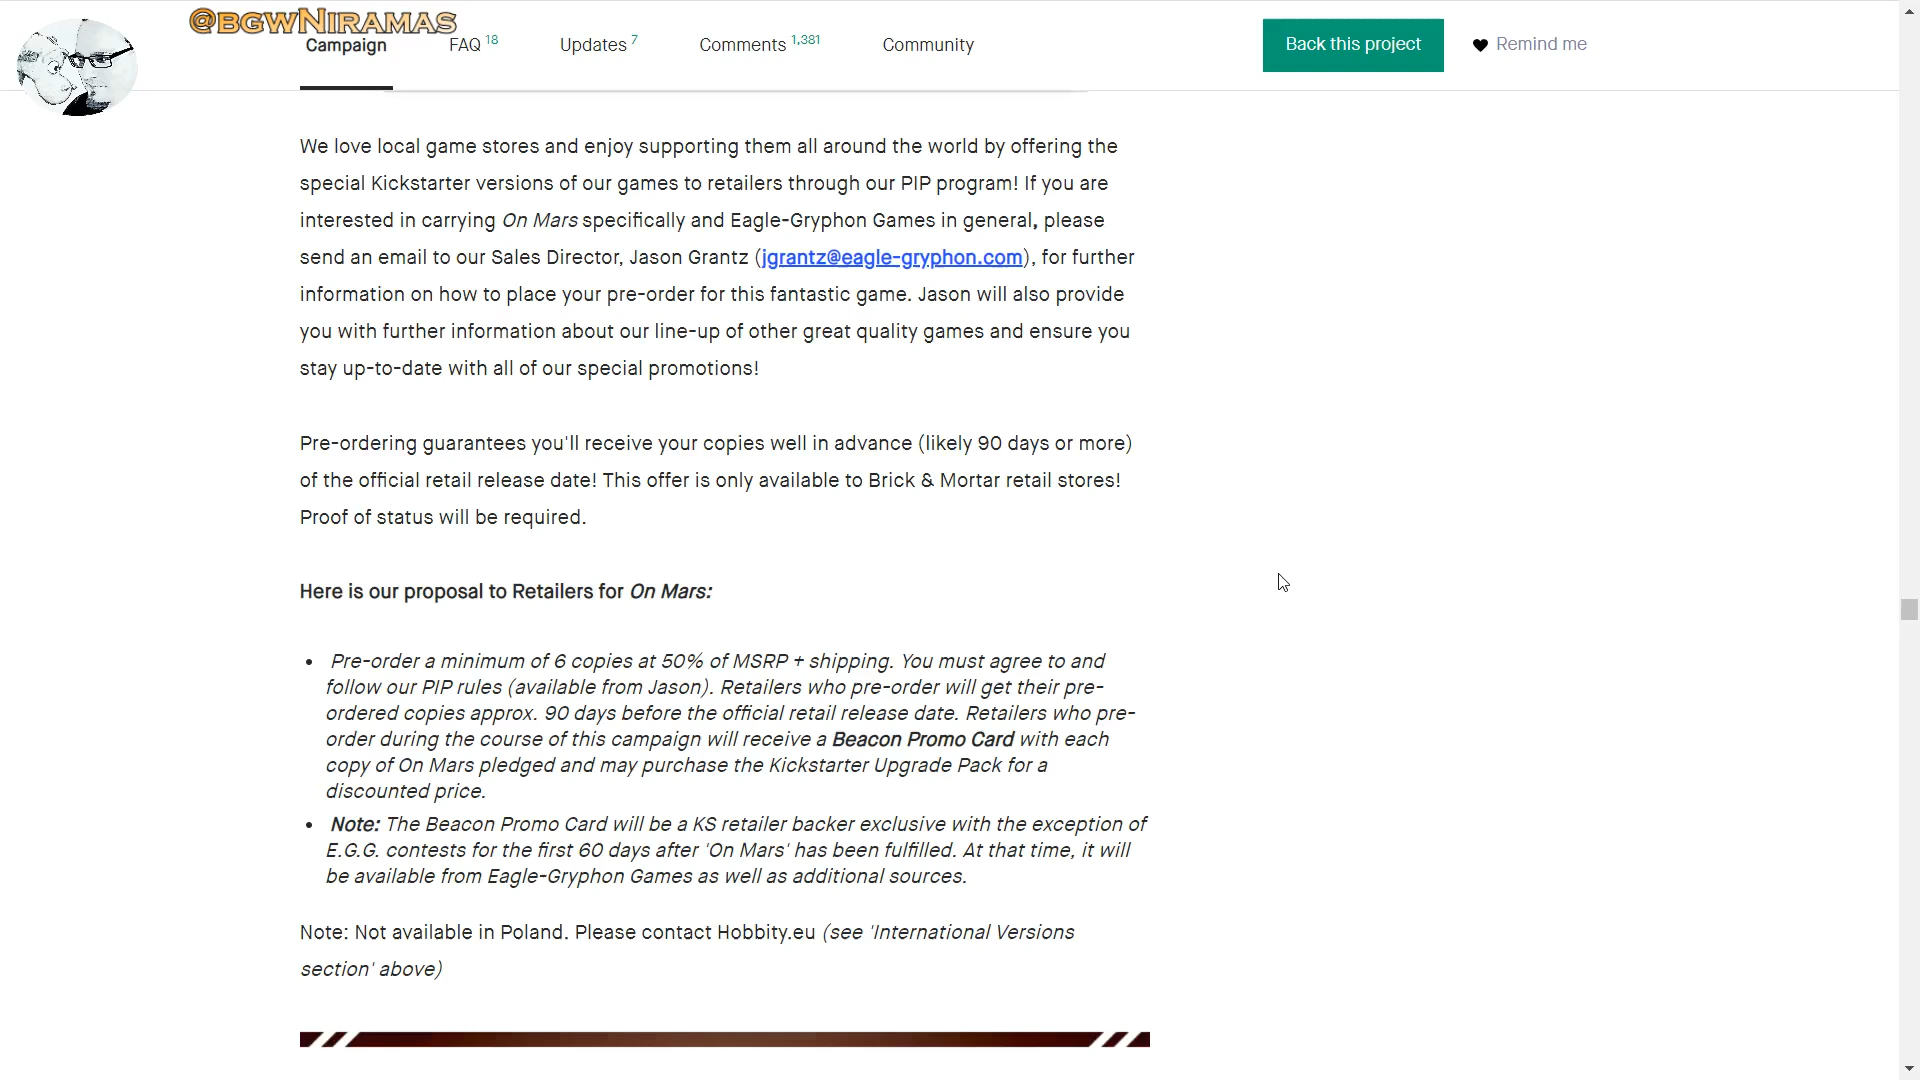 @BGWNIRAMAS
Campaign FAQ 18 Updates 7 Comments 1,381 Community Back this project Remind me
We love local game stores and enjoy supporting them all around the world by offering the
special Kickstarter versions of our games to retailers through our PIP program! If you are
interested in carrying On Mars specifically and Eagle-Gryphon Games in general, please
send an email to our Sales Director, Jason Grantz (jgrantz@eagle-gryphon.com), for further
information on how to place your pre-order for this fantastic game. Jason will also provide
you with further information about our line-up of other great quality games and ensure you
stay up-to-date with all of our special promotions!
Pre-ordering guarantees you'll receive your copies well in advance (likely 90 days or more)
of the official retail release date! This offer is only available to Brick & Mortar retail stores!
Proof of status will be required.
Here is our proposal to Retailers for On Mars:
• Pre-order a minimum of 6 copies at 50% of MSRP + shipping. You must agree to and
follow our PIP rules (available from Jason). Retailers who pre-order will get their pre-
ordered copies approx. 90 days before the official retail release date. Retailers who pre-
order during the course of this campaign will receive a Beacon Promo Card with each
copy of On Mars pledged and may purchase the Kickstarter Upgrade Pack for a
discounted price.
• Note: The Beacon Promo Card will be a KS retailer backer exclusive with the exception of
E.G.G. contests for the first 60 days after 'On Mars' has been fulfilled. At that time, it will
be available from Eagle-Gryphon Games as well as additional sources.
Note: Not available in Poland. Please contact Hobbity.eu (see 'International Versions
section' above)